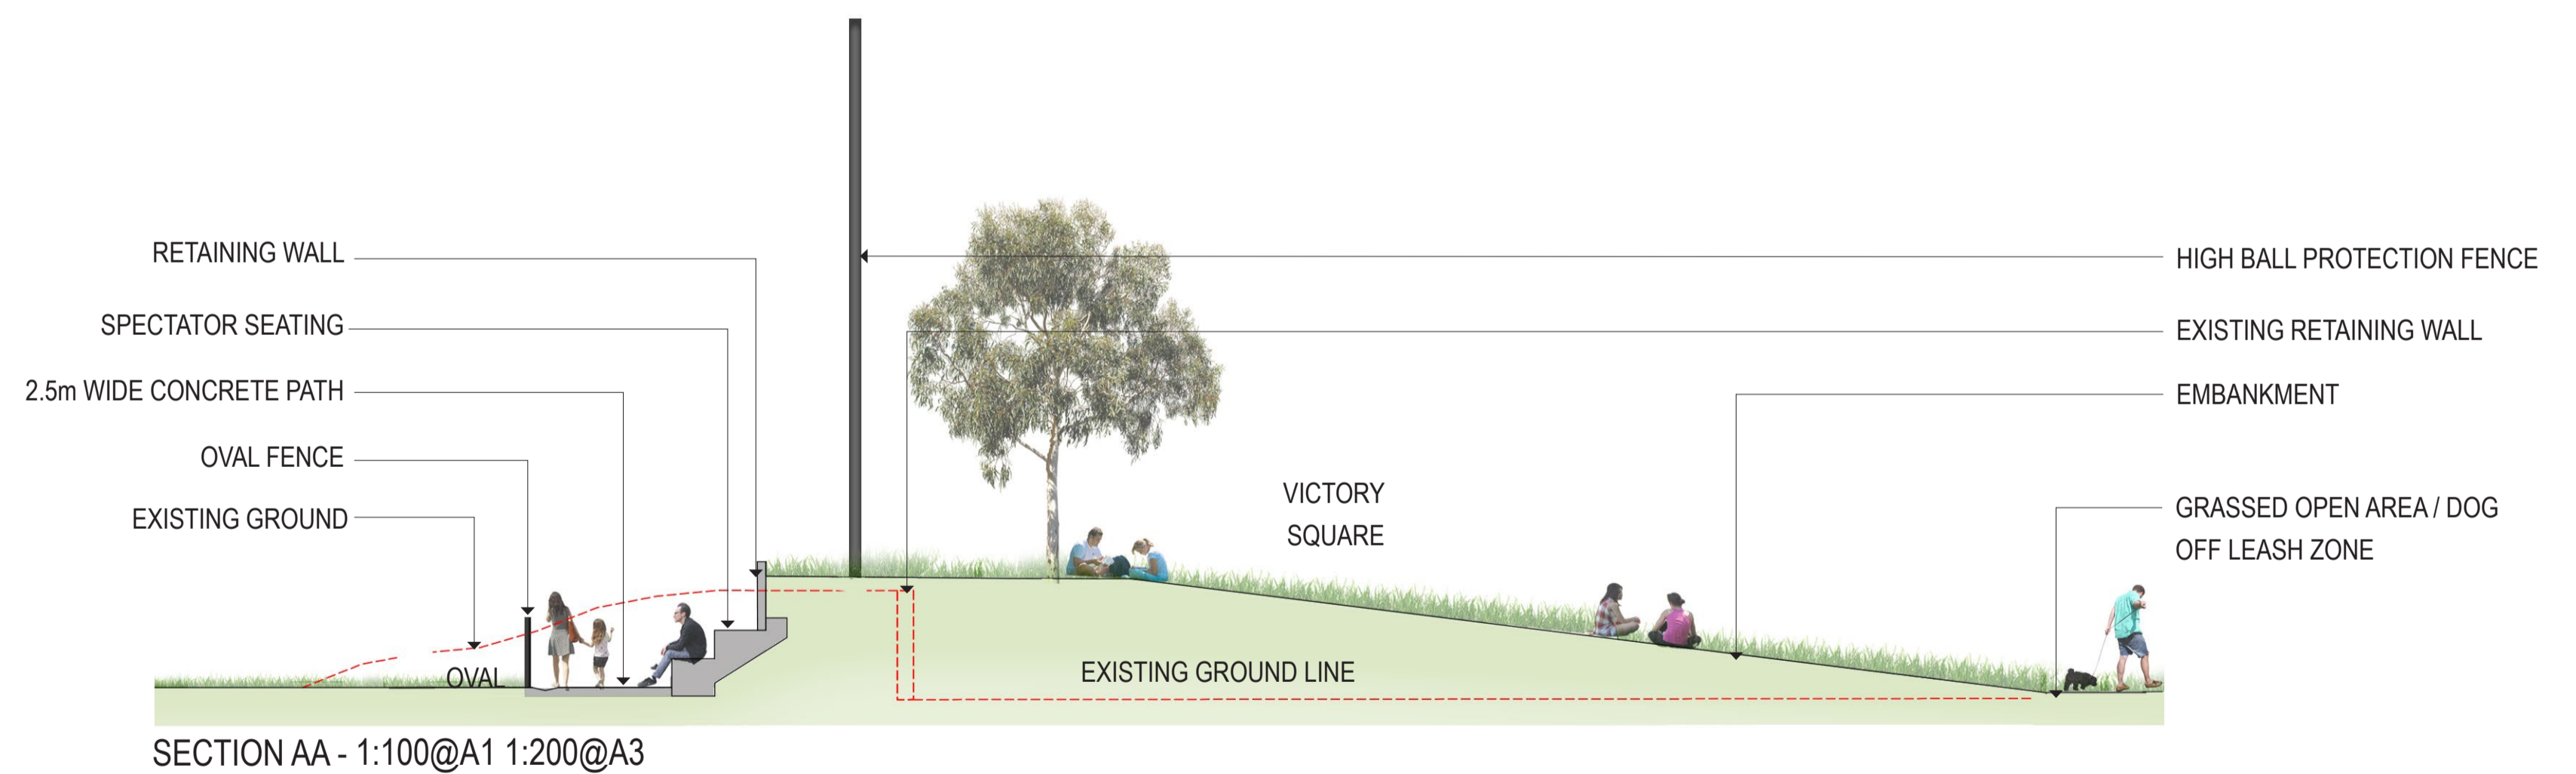 RETAINING WALL
SPECTATOR SEATING
2.5m WIDE CONCRETE PATH
OVAL FENCE
EXISTING GROUND
OVAL
VICTORY
SQUARE
EXISTING GROUND LINE
HIGH BALL PROTECTION FENCE
EXISTING RETAINING WALL
EMBANKMENT
GRASSED OPEN AREA / DOG
OFF LEASH ZONE
SECTION AA - 1:100@A1 1:200@A3